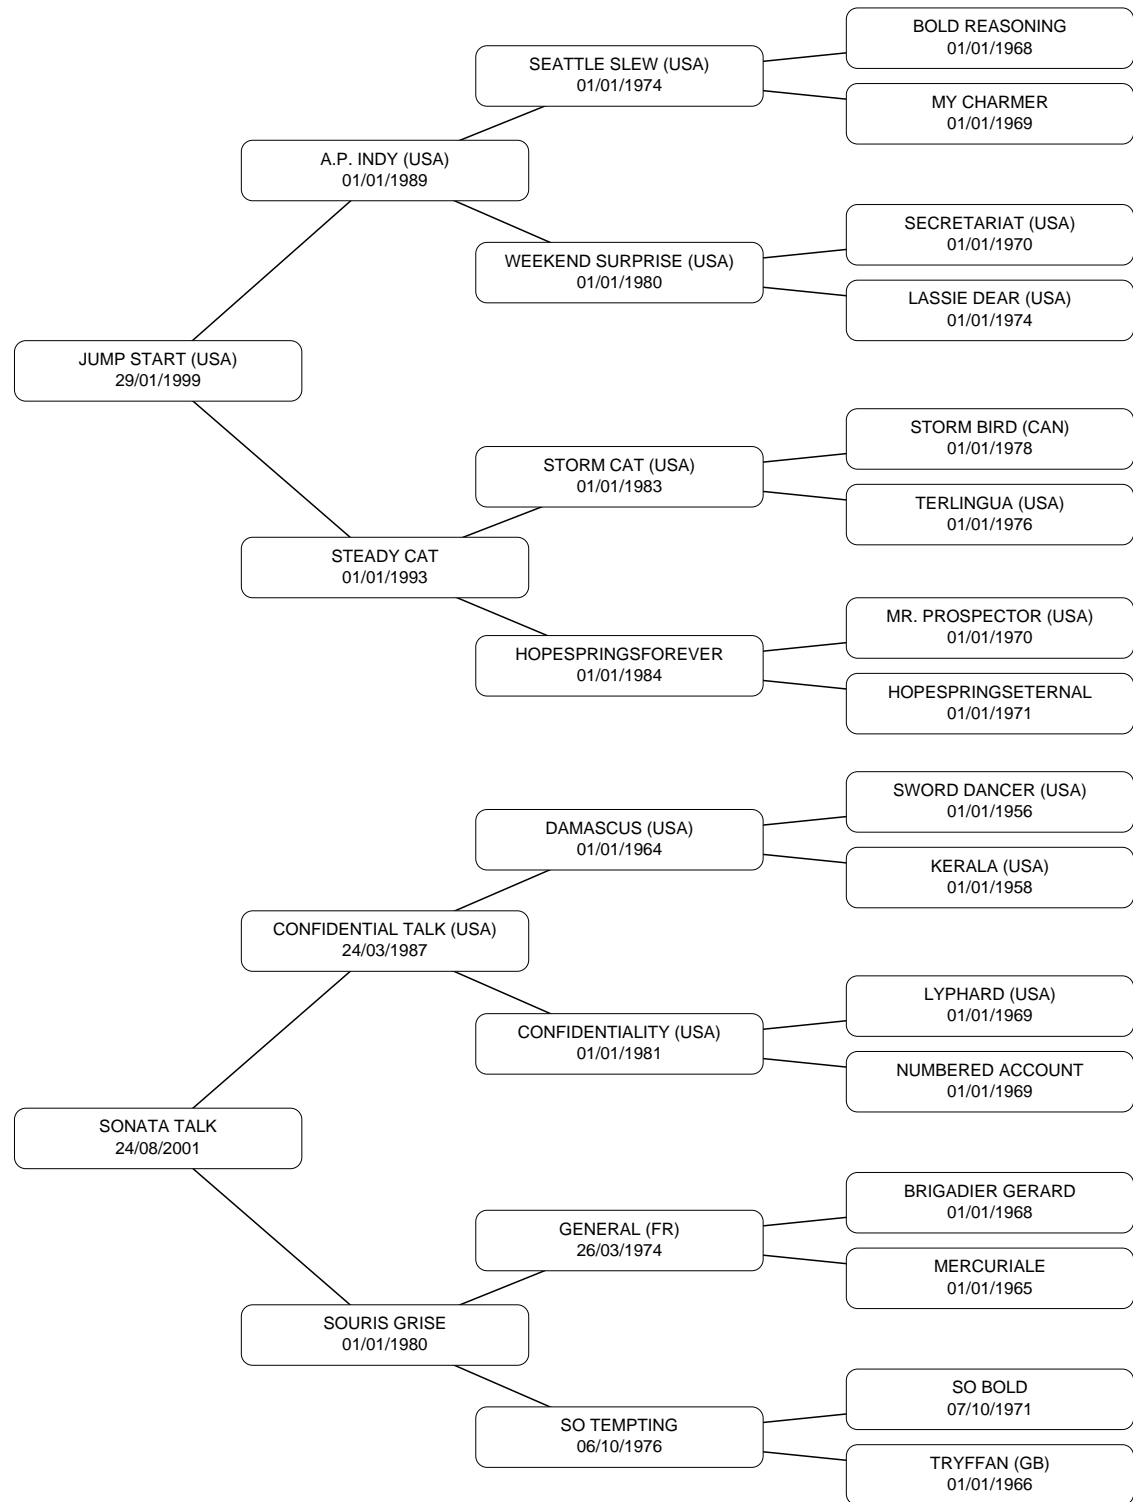 BOLD REASONING
01/01/1968
SEATTLE SLEW (USA)
01/01/1974
MY CHARMER
01/01/1969
A.P. INDY (USA)
01/01/1989
SECRETARIAT (USA)
01/01/1970
WEEKEND SURPRISE (USA)
01/01/1980
LASSIE DEAR (USA)
01/01/1974
JUMP START (USA)
29/01/1999
STORM BIRD (CAN)
01/01/1978
STORM CAT (USA)
01/01/1983
TERLINGUA (USA)
01/01/1976
STEADY CAT
01/01/1993
MR. PROSPECTOR (USA)
01/01/1970
HOPESPRINGSFOREVER
01/01/1984
HOPESPRINGSETERNAL
01/01/1971
SWORD DANCER (USA)
01/01/1956
DAMASCUS (USA)
01/01/1964
KERALA (USA)
01/01/1958
CONFIDENTIAL TALK (USA)
24/03/1987
LYPHARD (USA)
01/01/1969
CONFIDENTIALITY (USA)
01/01/1981
NUMBERED ACCOUNT
01/01/1969
SONATA TALK
24/08/2001
BRIGADIER GERARD
01/01/1968
GENERAL (FR)
26/03/1974
MERCURIALE
01/01/1965
SOURIS GRISE
01/01/1980
SO BOLD
07/10/1971
SO TEMPTING
06/10/1976
TRYFFAN (GB)
01/01/1966